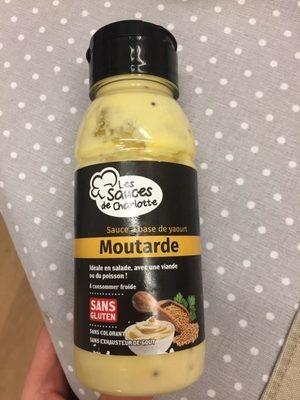 Les
Sauces
de Charlotte
Sauce à base de yaourt
Moutarde
Idéale en salade, avec une viande
ou du poisson !
à consommer froide
SANS
GLUTEN
SANS COLORANT
SANS EXHAUSTEUR DE GOÛT